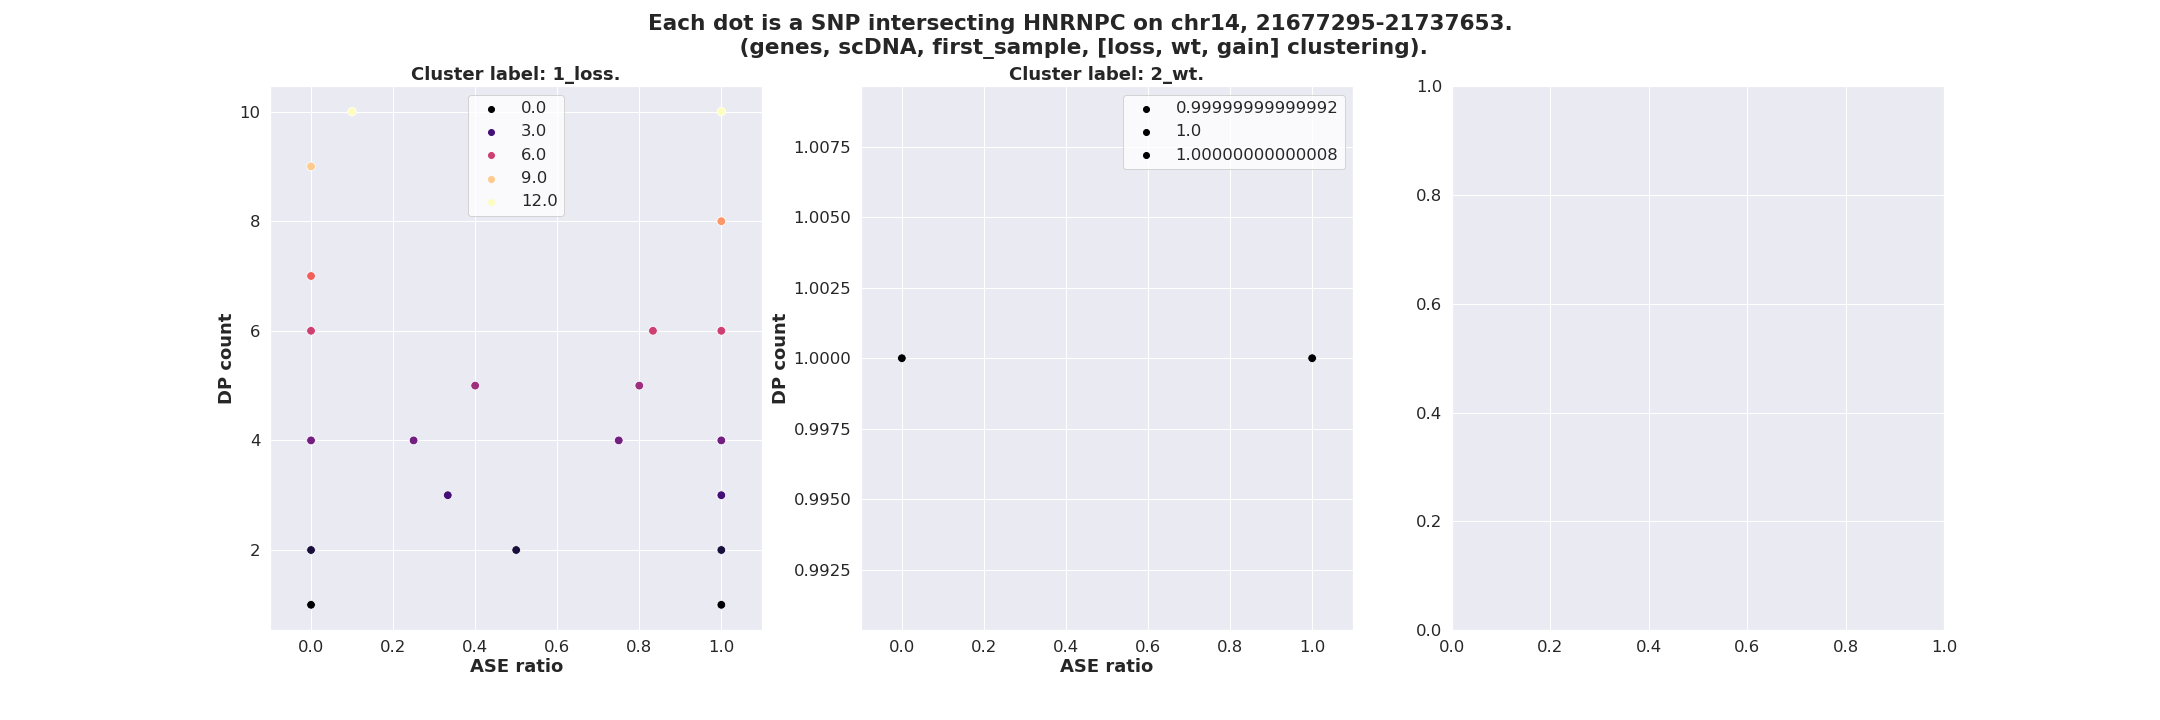 Each dot is a SNP intersecting HNRNPC on chr14, 21677295-21737653.
(genes, scDNA, first_sample, [loss, wt, gain] clustering).
Cluster label: 1_loss.
10
8
6
4
2
DP count
0.0
3.0
6.0
9.0
12.0
0.0 0.2 0.4 0.6 0.8 1.0
ASE ratio
Cluster label: 2_wt.
1.0075
1.0050
1.0025
1.0000
0.9975
0.9950
0.9925
DP count
0.99999999999992
1.0
1.00000000000008
0.0 0.2 0.4 0.6 0.8 1.0
ASE ratio
1.0
0.8
0.6
0.4
0.2
0.0
0.0 0.2 0.4 0.6 0.8 1.0